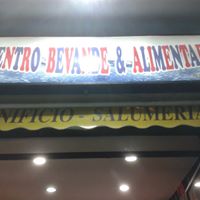 ENTRO-BEVANDE-&-ALIMENTA
NIFICIO - SALUMERIA